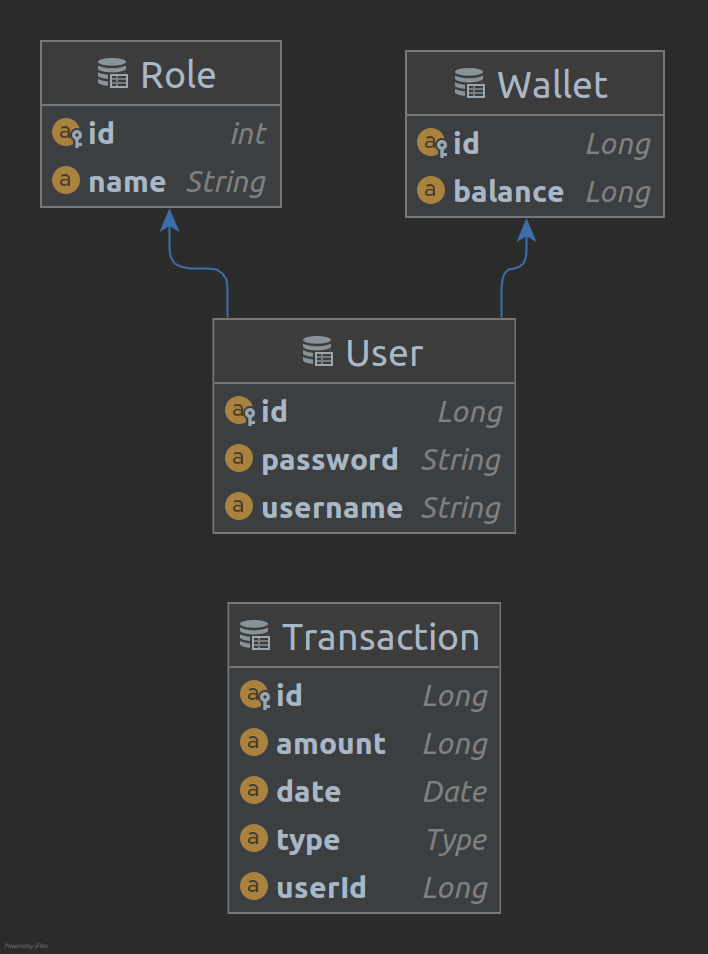 Role
id int
name String
Wallet
id Long
balance Long
User
id Long
password String
username String
Transaction
id Long
amount Long
date Date
type Type
userId Long
Powered by yFiles